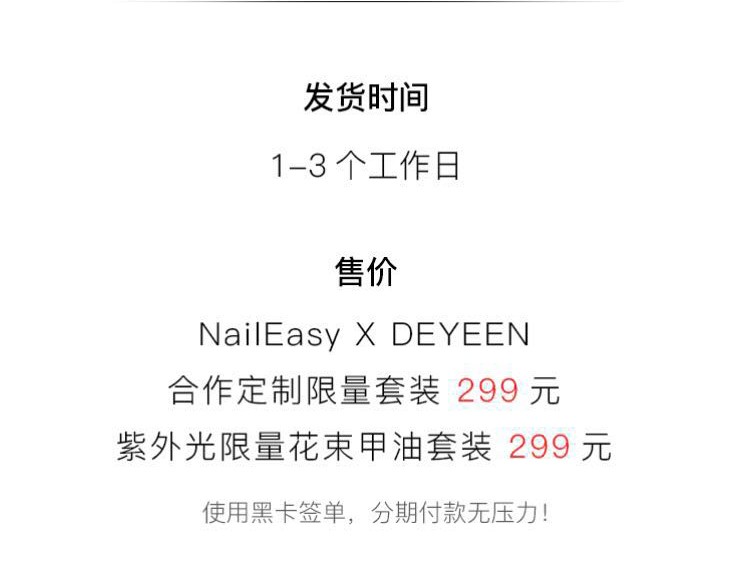 发货时间
1–3 个工作日
售价
NailEasy X DEYEEN
合作定制限量套装 299 元
紫外光限量花束甲油套装 299 元
使用黑卡签单，分期付款无压力！